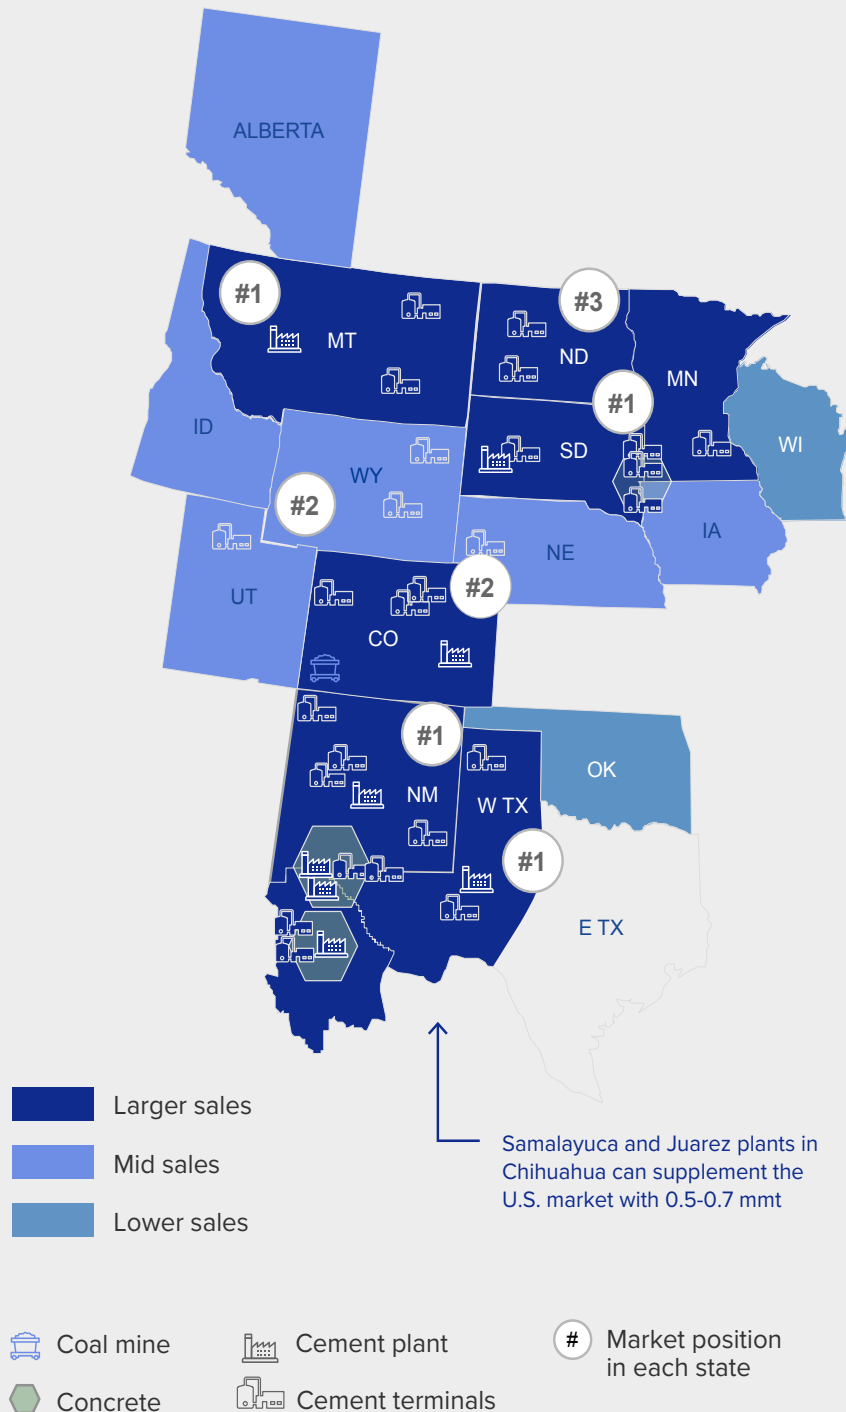 ALBERTA
#1
#3
MT
ND
MN
#1
ID
WI
SD
WY
#2
IA
NE
UT
#2
CO
#1
OK
NM
W TX
#1
E TX
Larger sales
Mid sales
Lower sales
Samalayuca and Juarez plants in
Chihuahua can supplement the
U.S. market with 0.5-0.7 mmt
Coal mine
Cement plant
# Market position
in each state
Concrete
Cement terminals